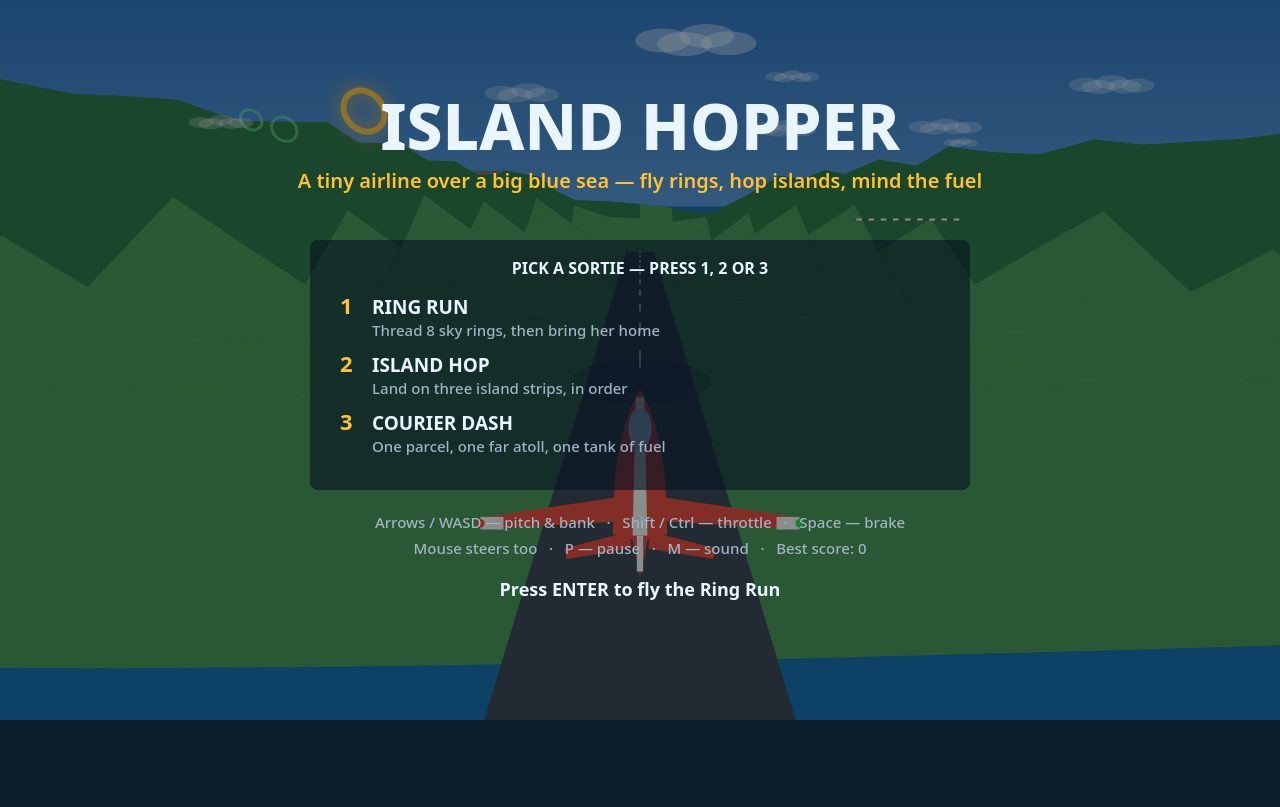 ISLAND HOPPER
A tiny airline over a big blue sea — fly rings, hop islands, mind the fuel
PICK A SORTIE — PRESS 1, 2 OR 3
1 RING RUN
Thread 8 sky rings, then bring her home
2 ISLAND HOP
Land on three island strips, in order
3 COURIER DASH
One parcel, one far atoll, one tank of fuel
Arrows / WASD — pitch & bank · Shift / Ctrl — throttle · Space — brake
Mouse steers too · P — pause · M — sound · Best score: 0
Press ENTER to fly the Ring Run